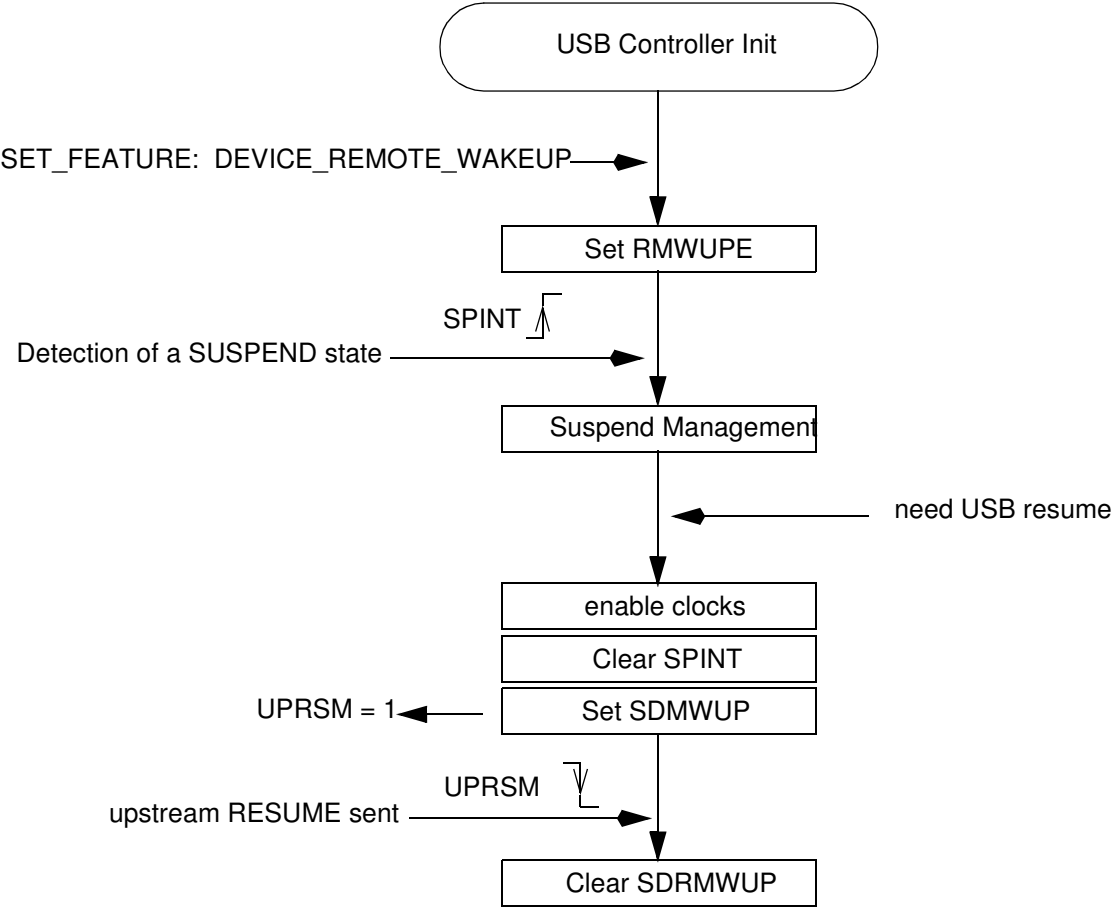 USB Controller Init
SET_FEATURE: DEVICE_REMOTE_WAKEUP
Set RMWUPE
SPINT
Detection of a SUSPEND state
Suspend Management
need USB resume
enable clocks
Clear SPINT
UPRSM = 1
Set SDMWUP
UPRSM
upstream RESUME sent
Clear SDRMWUP